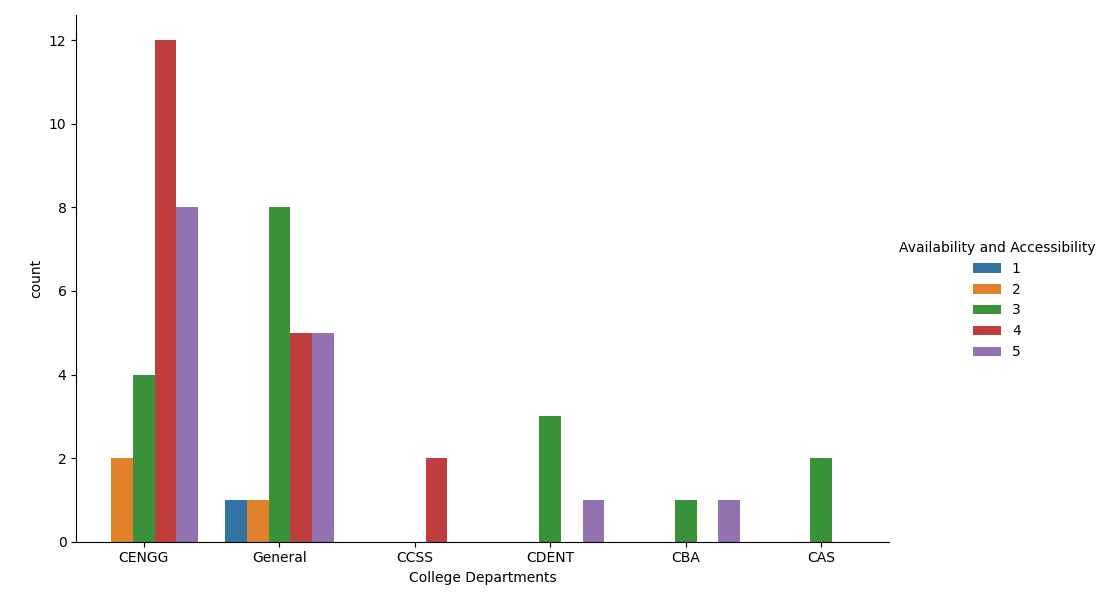 12
10
8
6
4
2
0
count
CENGG
General
CCSS
CDENT
CBA
CAS
College Departments
Availability and Accessibility
1
2
3
4
5